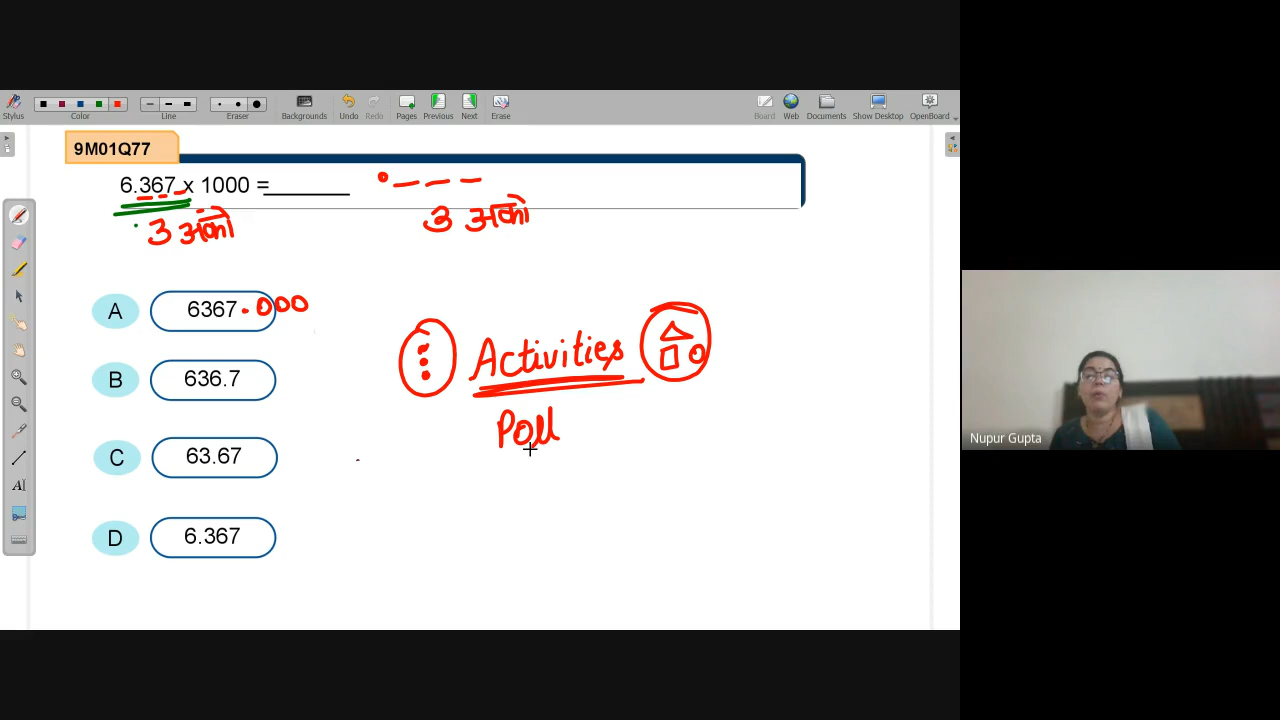 Stylus
Color
Line
Eraser
Backgrounds
Undo
Redo
Pages
Previous
Next
Erase
Board
Web
Documents
Show Desktop
OpenBoard
9M01Q77
6.367 x 1000 =_______
3 अंको
3 अंको
A 6367.000
B 636.7
C 63.67
D 6.367
Activities
Poll
Nupur Gupta